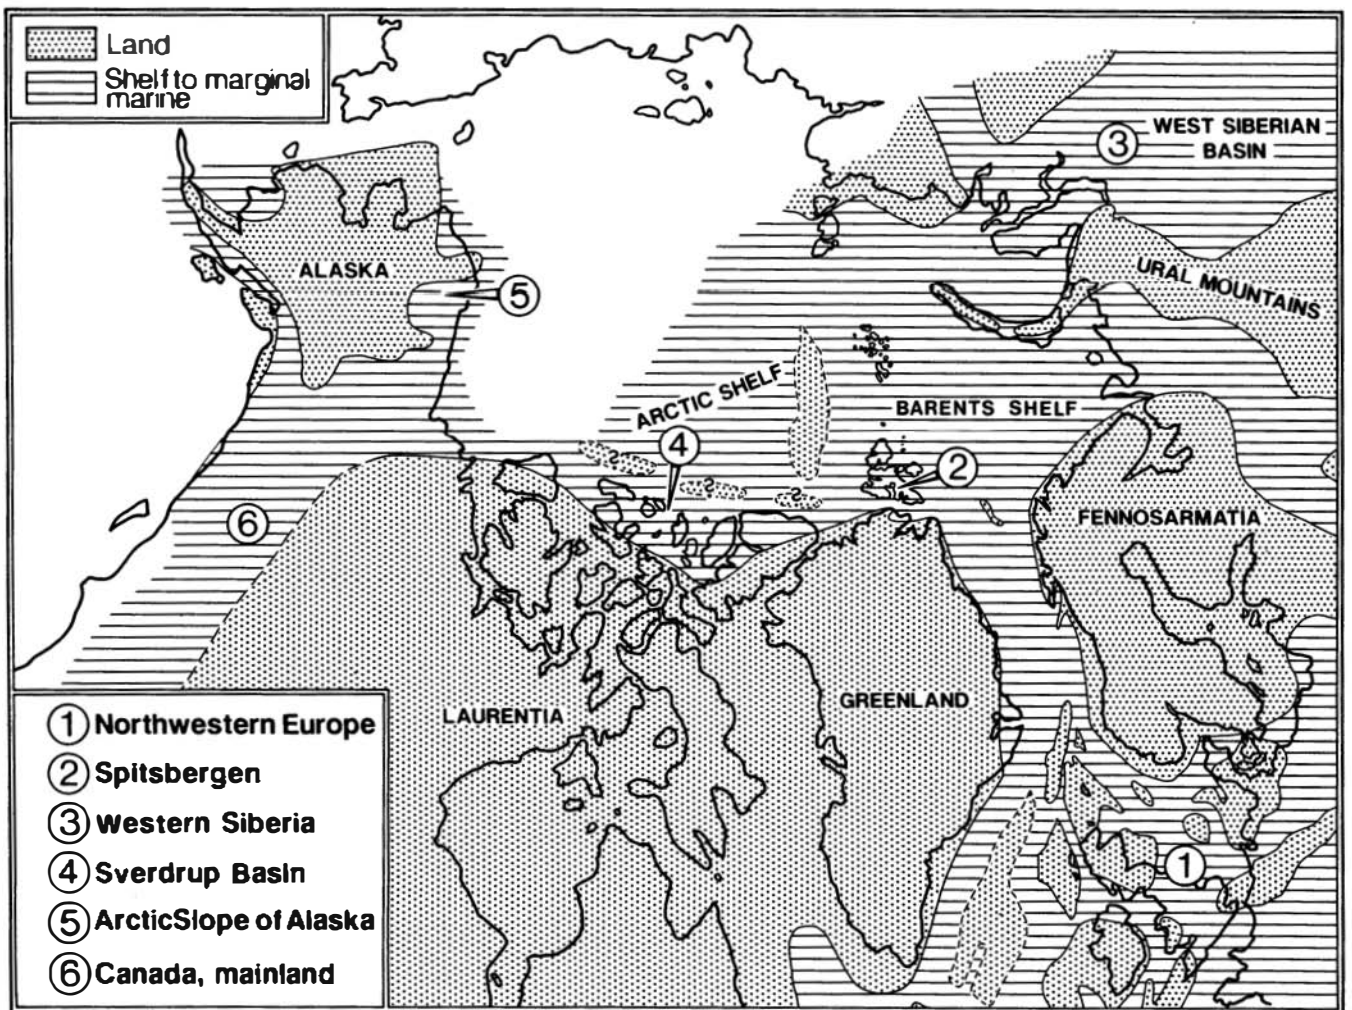 Land
Shelf to marginal
marine
3
WEST SIBERIAN
BASIN
ALASKA
5
URAL MOUNTAINS
ARCTIC SHELF
BARENTS SHELF
4
2
?
?
?
6
FENNOSARMATIA
LAURENTIA
GREENLAND
1
1 Northwestern Europe
2 Spitsbergen
3 Western Siberia
4 Sverdrup Basin
5 ArcticSlope of Alaska
6 Canada, mainland